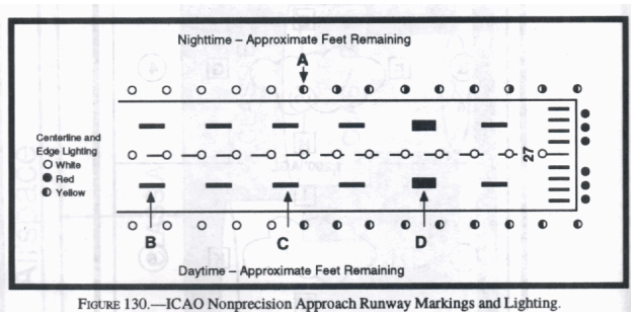 Nighttime – Approximate Feet Remaining
A
Centerline and
Edge Lighting
White
Red
Yellow
27
B
C
D
Daytime – Approximate Feet Remaining
FIGURE 130.—ICAO Nonprecision Approach Runway Markings and Lighting.